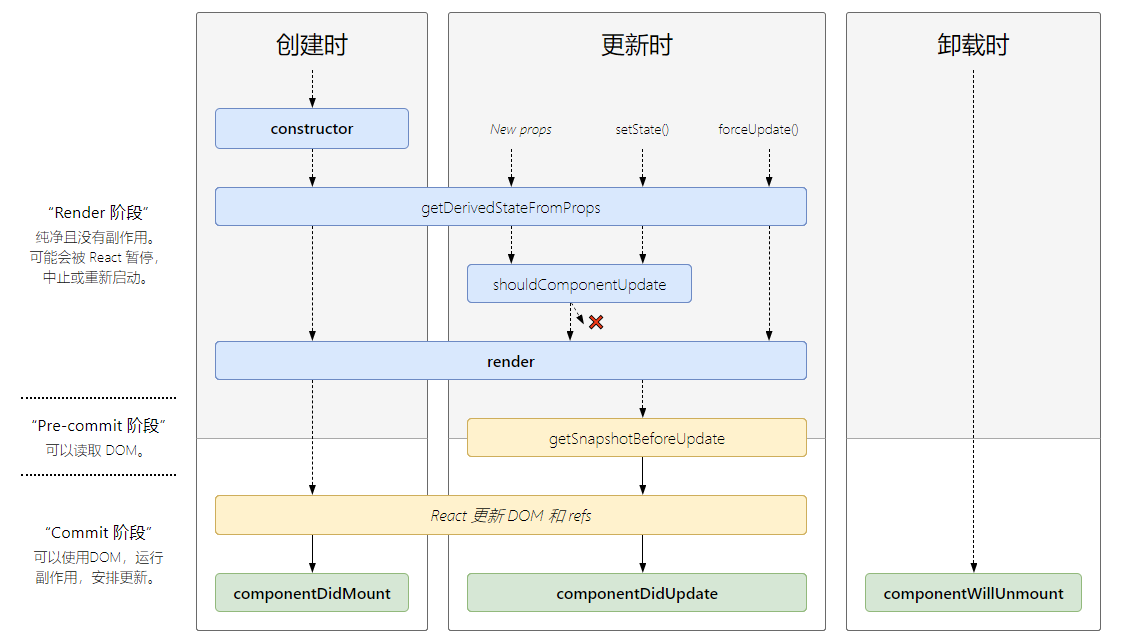 创建时
更新时
卸载时
constructor
New props
setState()
forceUpdate()
“Render 阶段”
纯净且没有副作用。
可能会被 React 暂停，
中止或重新启动。
getDerivedStateFromProps
shouldComponentUpdate
render
“Pre-commit 阶段”
可以读取 DOM。
getSnapshotBeforeUpdate
React 更新 DOM 和 refs
“Commit 阶段”
可以使用DOM，运行
副作用，安排更新。
componentDidMount
componentDidUpdate
componentWillUnmount